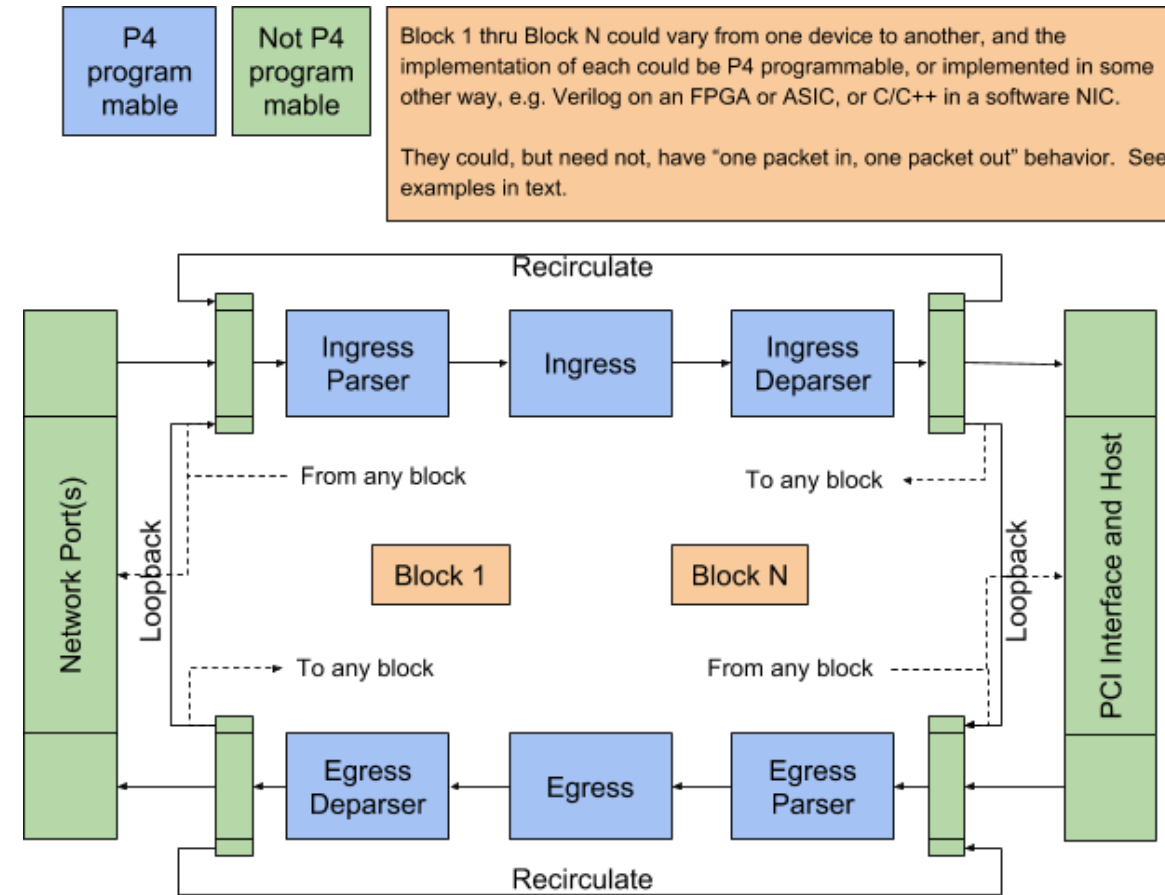 P4
program
mable
Not P4
program
mable
Block 1 thru Block N could vary from one device to another, and the
implementation of each could be P4 programmable, or implemented in some
other way, e.g. Verilog on an FPGA or ASIC, or C/C++ in a software NIC.
They could, but need not, have “one packet in, one packet out” behavior. See
examples in text.
Recirculate
Ingress
Parser
Ingress
Ingress
Deparser
From any block
To any block
Network Port(s)
Loopback
Block 1
Block N
Loopback
PCI Interface and Host
To any block
From any block
Egress
Deparser
Egress
Egress
Parser
Recirculate